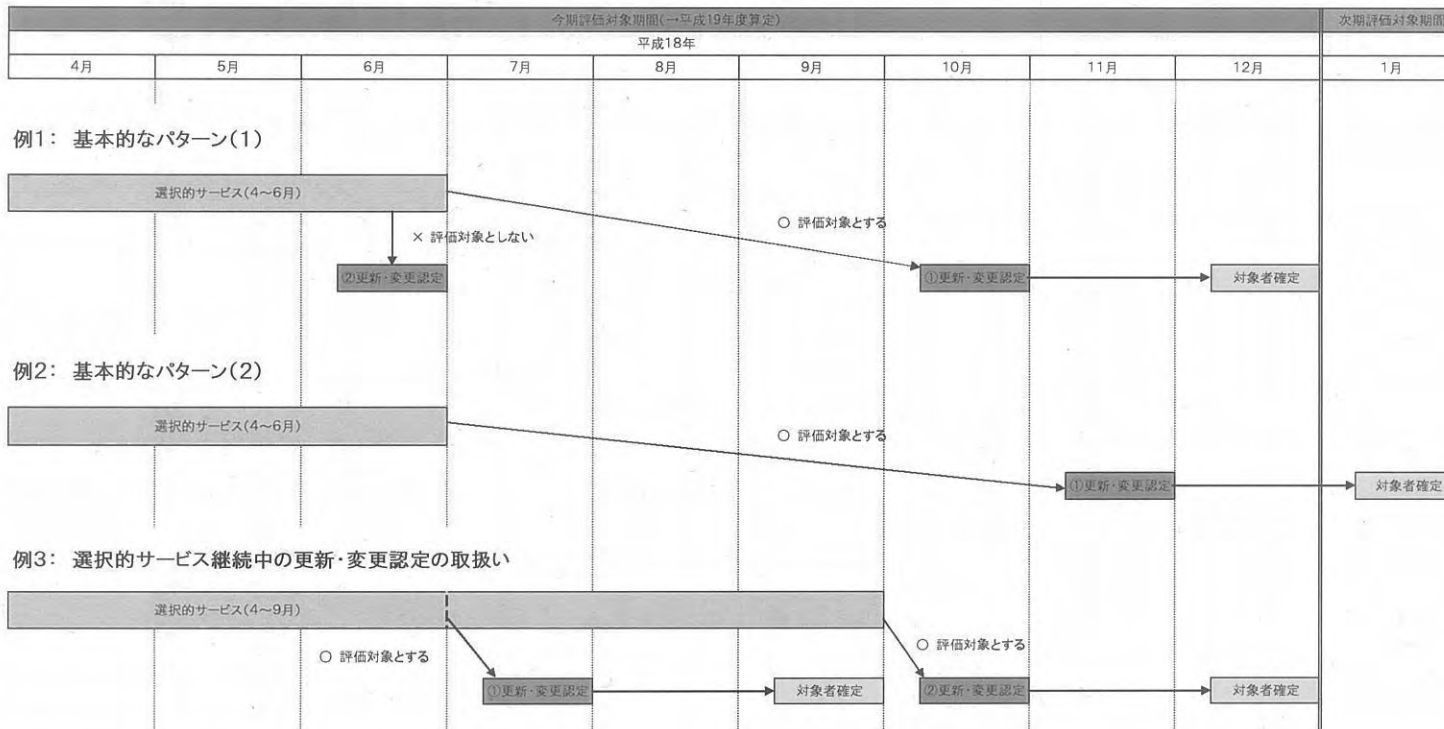 今期評価対象期間(→平成19年度算定)
次期評価対象期間
平成18年
4月 5月 6月 7月 8月 9月 10月 11月 12月 1月
例1: 基本的なパターン(1)
選択的サービス(4〜6月)
× 評価対象としない
○ 評価対象とする
②更新・変更認定
①更新・変更認定
対象者確定
例2: 基本的なパターン(2)
選択的サービス(4〜6月)
○ 評価対象とする
①更新・変更認定
対象者確定
例3: 選択的サービス継続中の更新・変更認定の取扱い
選択的サービス(4〜9月)
○ 評価対象とする
○ 評価対象とする
①更新・変更認定
対象者確定
②更新・変更認定
対象者確定